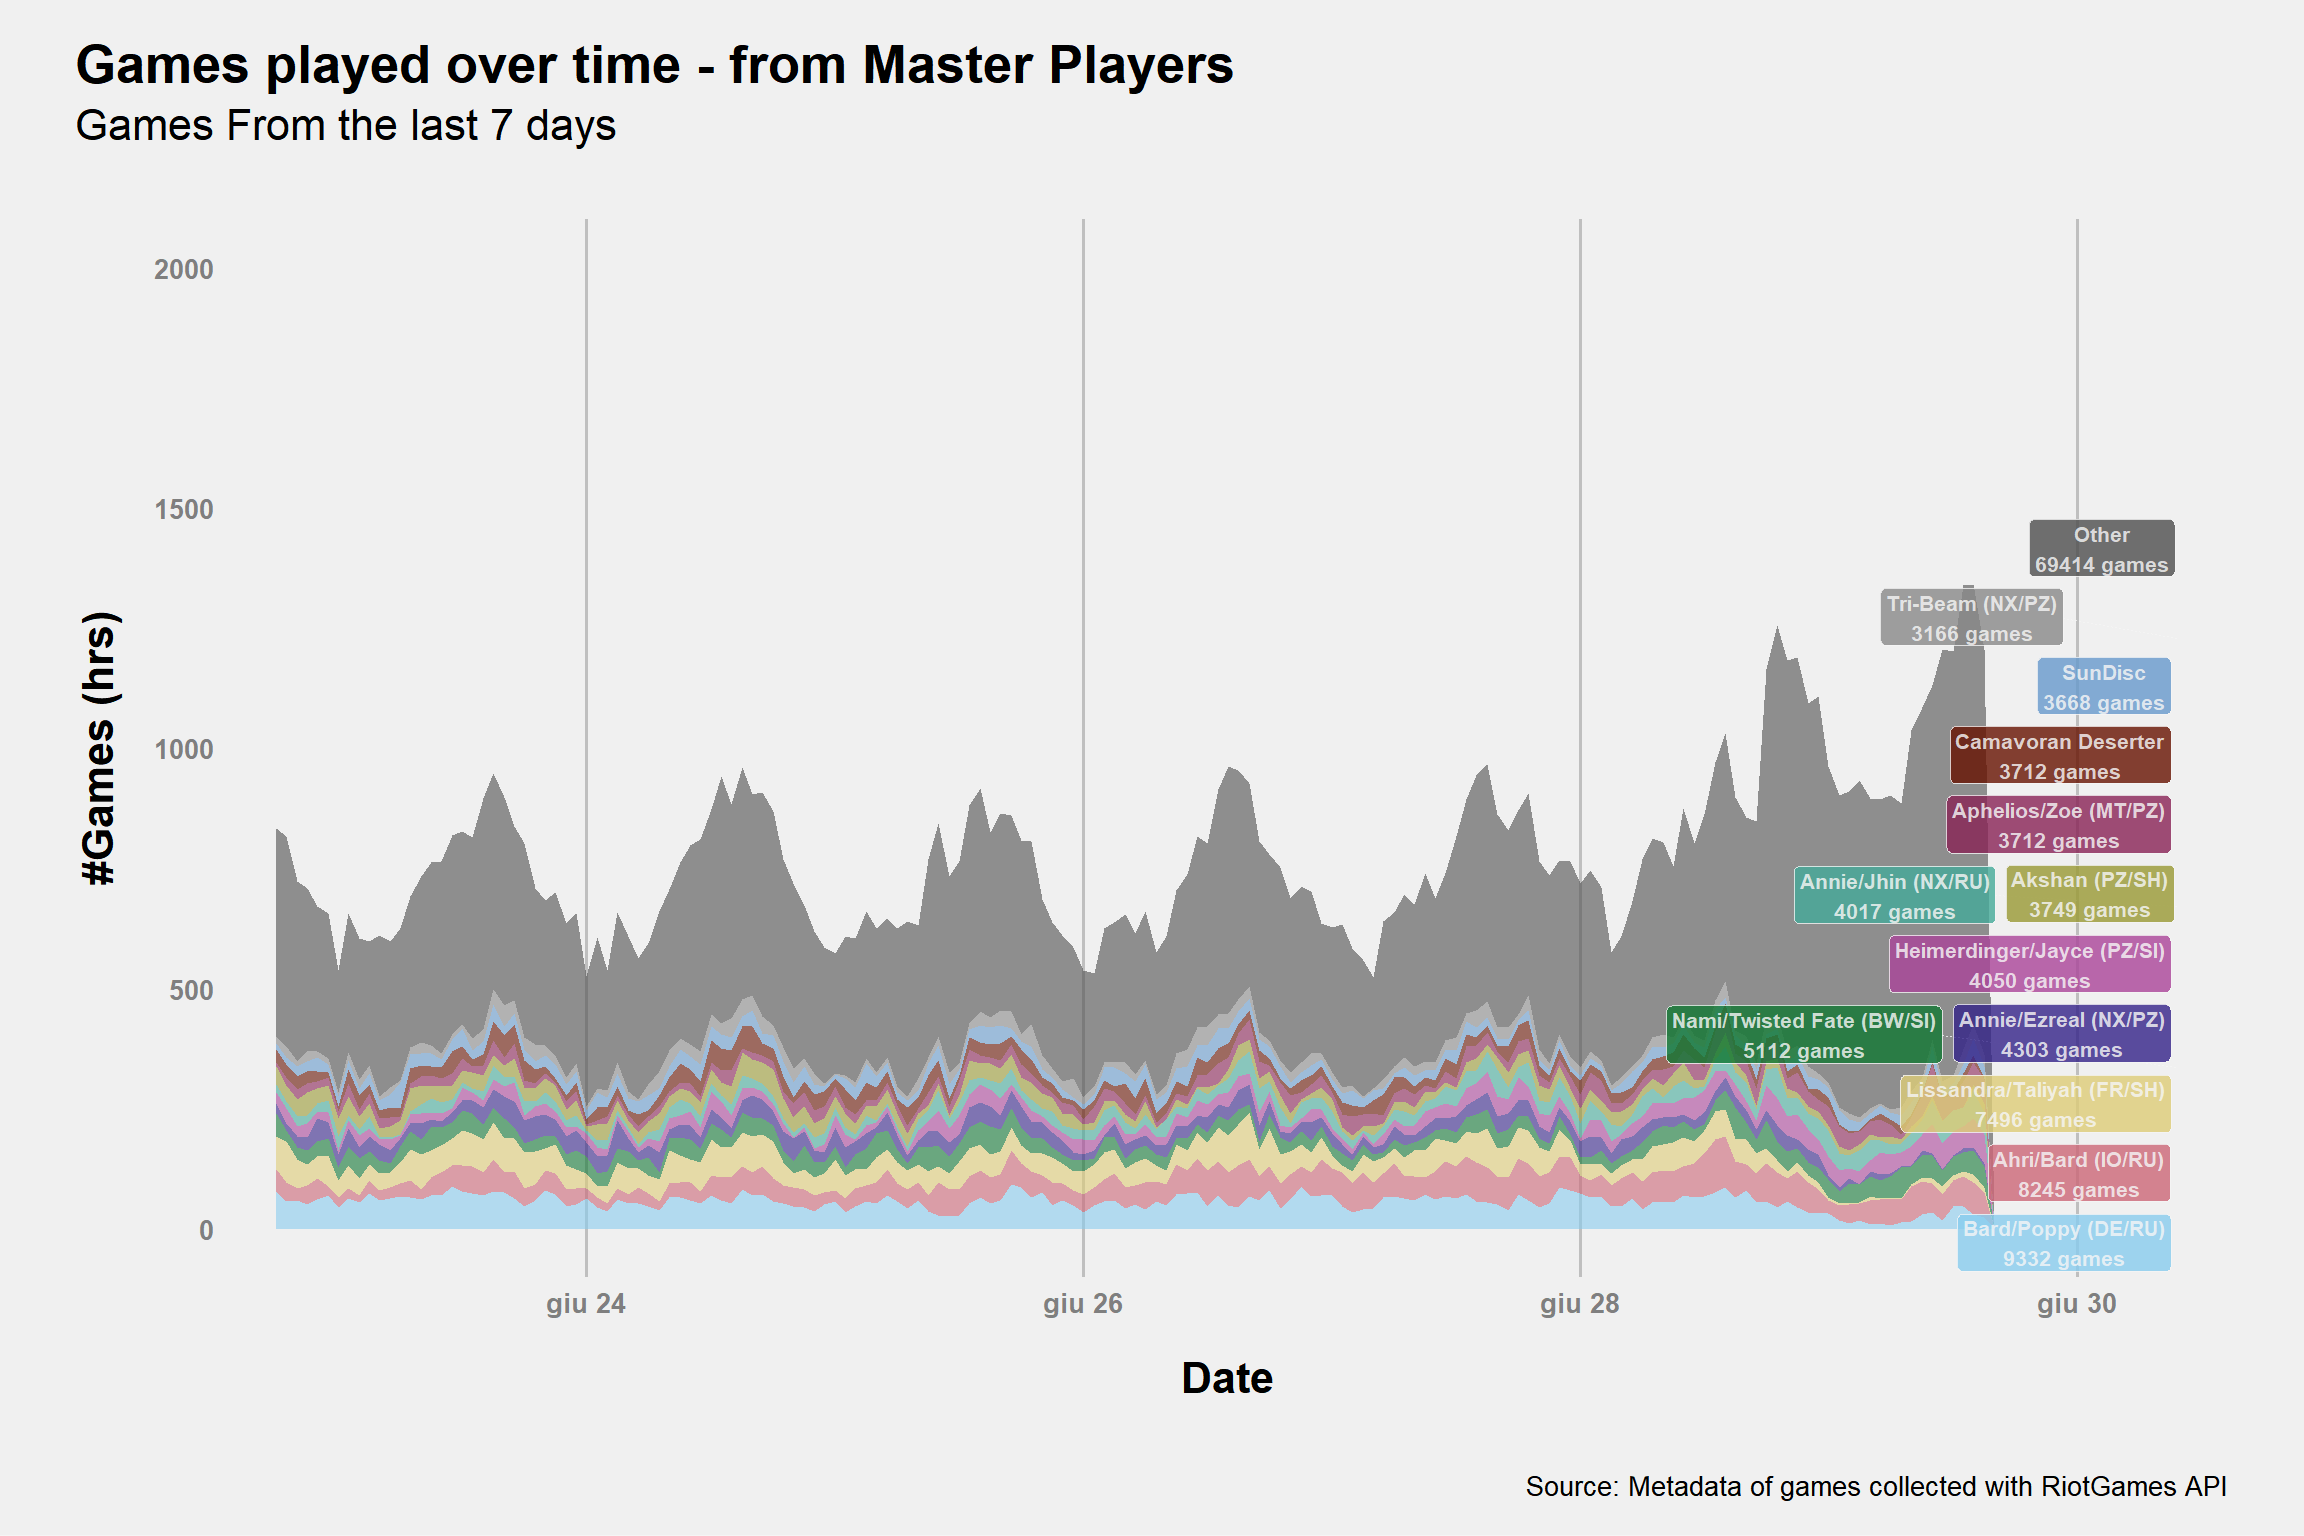 Games played over time - from Master Players
Games From the last 7 days
#Games (hrs)
2000
1500
1000
500
0
Other
69414 games
Tri-Beam (NX/PZ)
3166 games
SunDisc
3668 games
Camavoran Deserter
3712 games
Aphelios/Zoe (MT/PZ)
3712 games
Annie/Jhin (NX/RU)
4017 games
Akshan (PZ/SH)
3749 games
Heimerdinger/Jayce (PZ/SI)
4050 games
Nami/Twisted Fate (BW/SI)
5112 games
Annie/Ezreal (NX/PZ)
4303 games
Lissandra/Taliyah (FR/SH)
7496 games
Ahri/Bard (IO/RU)
8245 games
Bard/Poppy (DE/RU)
9332 games
giu 24
giu 26
giu 28
giu 30
Date
Source: Metadata of games collected with RiotGames API